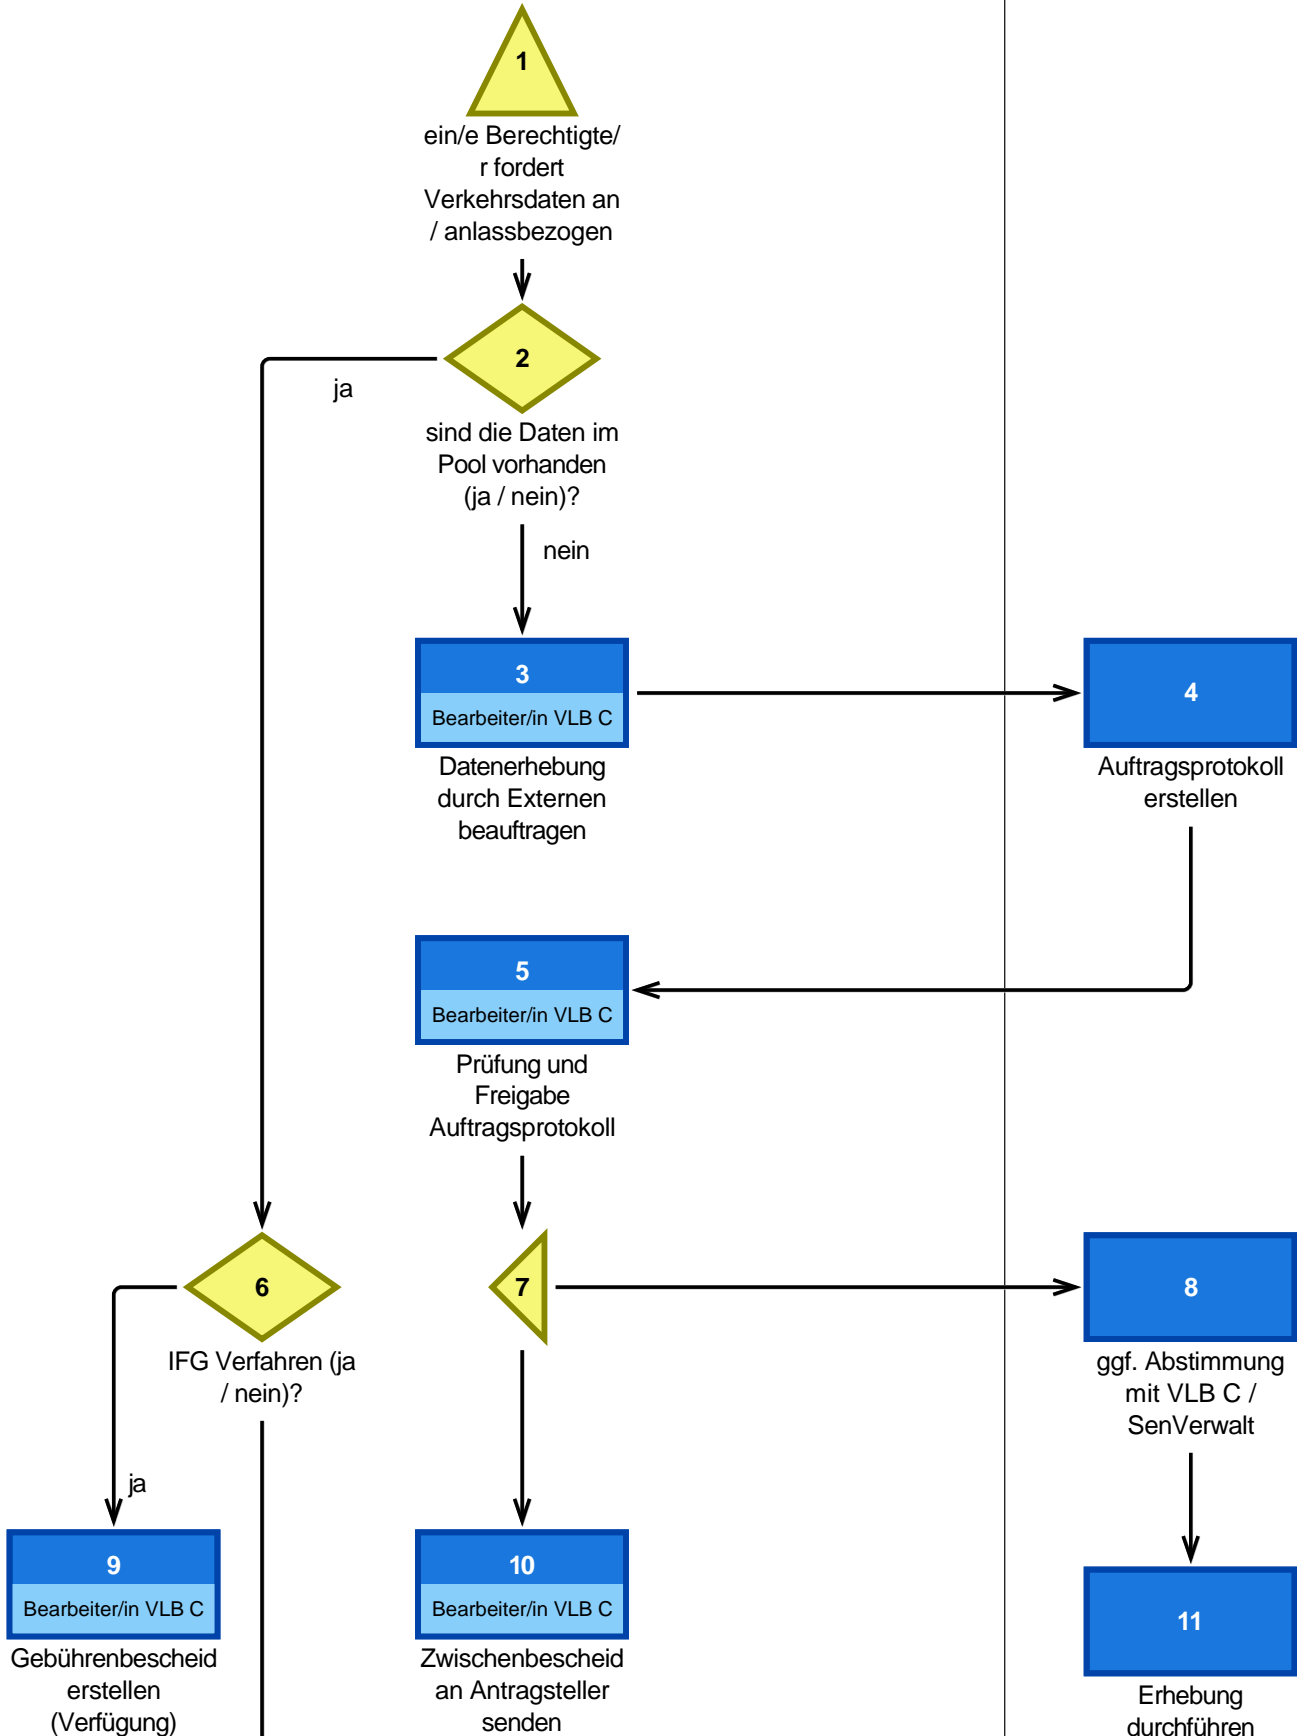 1
ein/e Berechtigte/
r fordert
Verkehrsdaten an
/ anlassbezogen
2
ja
sind die Daten im
Pool vorhanden
(ja / nein)?
nein
3
Bearbeiter/in VLB C
Datenerhebung
durch Externen
beauftragen
4
Auftragsprotokoll
erstellen
5
Bearbeiter/in VLB C
Prüfung und
Freigabe
Auftragsprotokoll
6
IFG Verfahren (ja
/ nein)?
7
8
ggf. Abstimmung
mit VLB C /
SenVerwalt
ja
9
Bearbeiter/in VLB C
Gebührenbescheid
erstellen
(Verfügung)
10
Bearbeiter/in VLB C
Zwischenbescheid
an Antragsteller
senden
11
Erhebung
durchführen